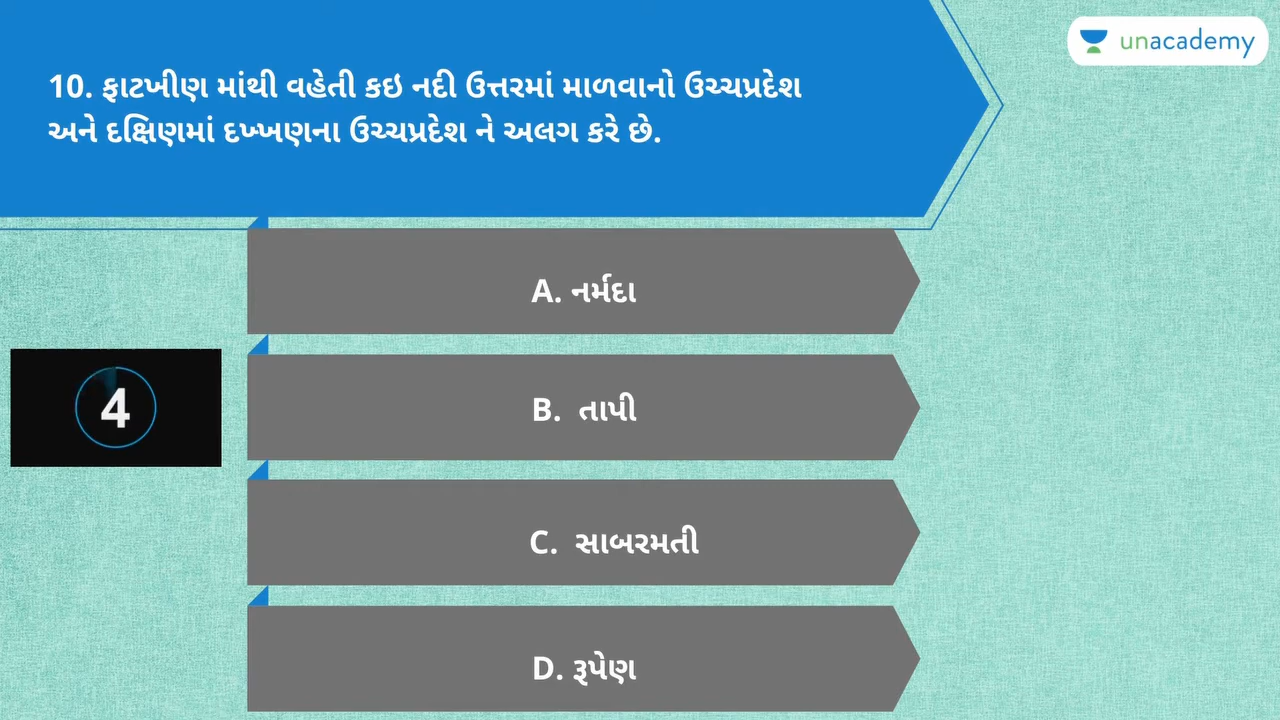 unacademy
10. ફાટખીણ માંથી વહેતી કઇ નદી ઉત્તરમાં માળવાનો ઉચ્ચપ્રદેશ
અને દક્ષિણમાં દખ્ખણના ઉચ્ચપ્રદેશ ને અલગ કરે છે.
A. નર્મદા
4
B. તાપી
C. સાબરમતી
D. રૂપેણ